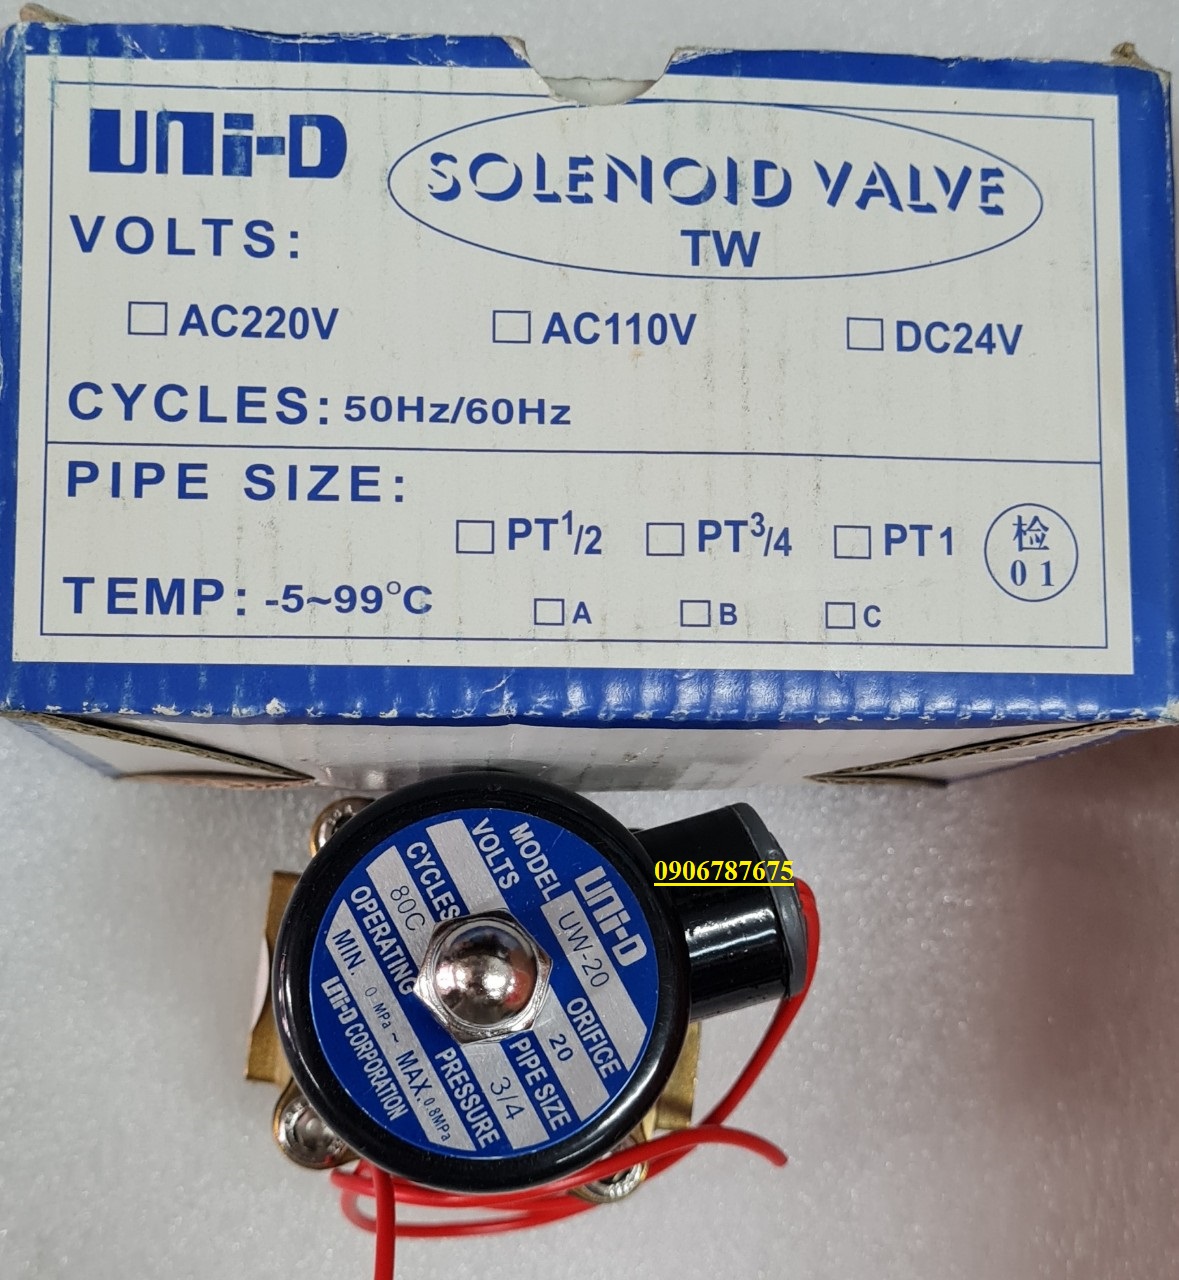 UNi-D
SOLENOID VALVE
TW
VOLTS:
AC220V AC110V DC24V
CYCLES: 50Hz/60Hz
PIPE SIZE:
PT1/2 PT3/4 PT1
检
01
TEMP: -5~99°C
A B C
0906787675
UNi-D
MODEL UW-20 ORIFICE 20
VOLTS PIPE SIZE 3/4
CYCLES 80C
OPERATING PRESSURE
MIN. 0 MPa ~ MAX. 0.8MPa
UNi-D CORPORATION